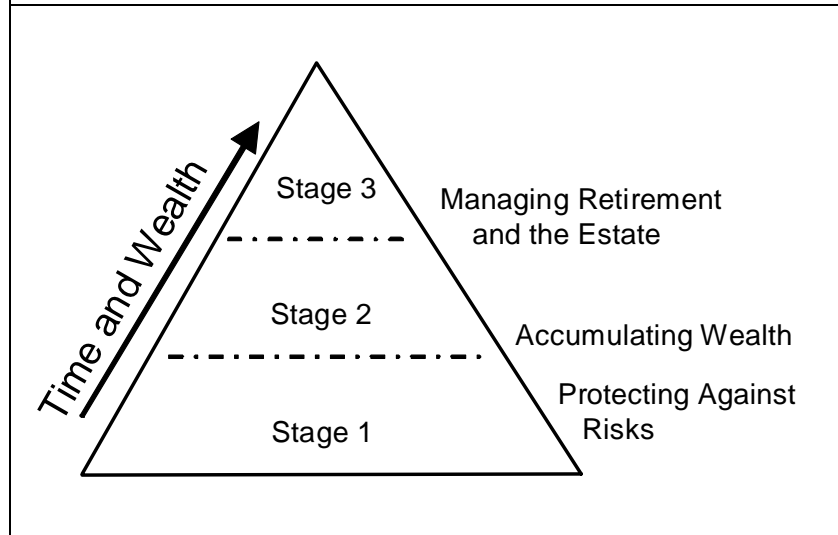 Time and Wealth
Stage 3
Managing Retirement
and the Estate
Stage 2
Accumulating Wealth
Protecting Against
Risks
Stage 1